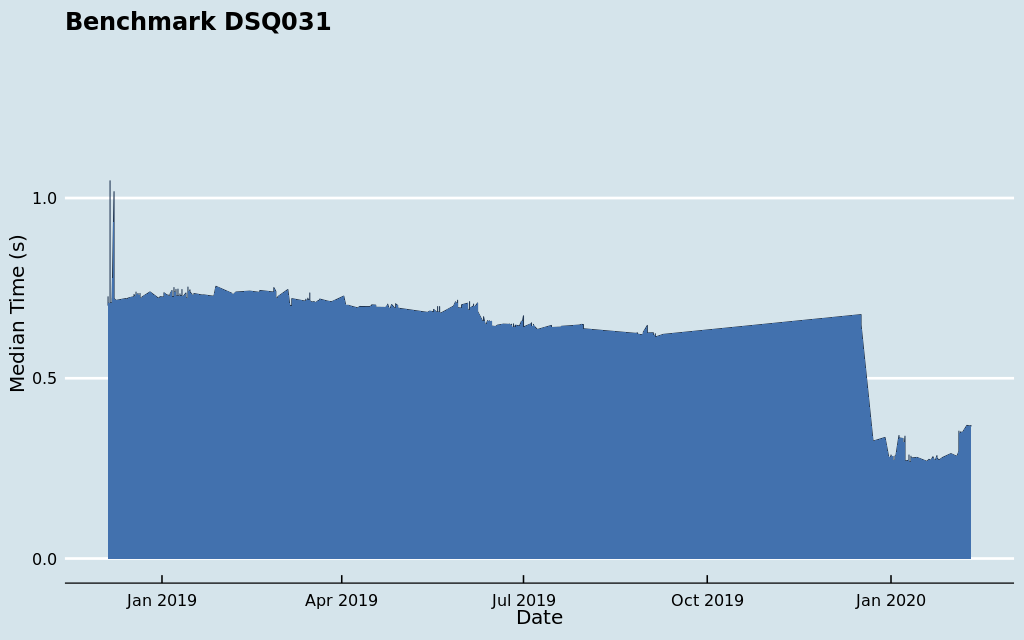 Benchmark DSQ031
Median Time (s)
1.0
0.5
0.0
Jan 2019
Apr 2019
Jul 2019
Oct 2019
Jan 2020
Date